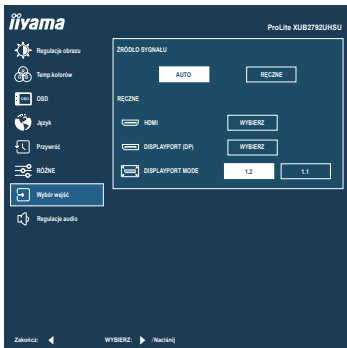 iiyama
ProLite XUB2792UHSU
Regulacje obrazu
Temp.kolorów
OSD
OSD
Język
Przywróć
RÓŻNE
Wybór wejść
Regulacje audio
ŹRÓDŁO SYGNAŁU
AUTO RĘCZNE
RĘCZNE
HDMI WYBIERZ
DISPLAYPORT (DP) WYBIERZ
DISPLAYPORT MODE 1.2 1.1
Zakończ: WYBIERZ: /Naciśnij